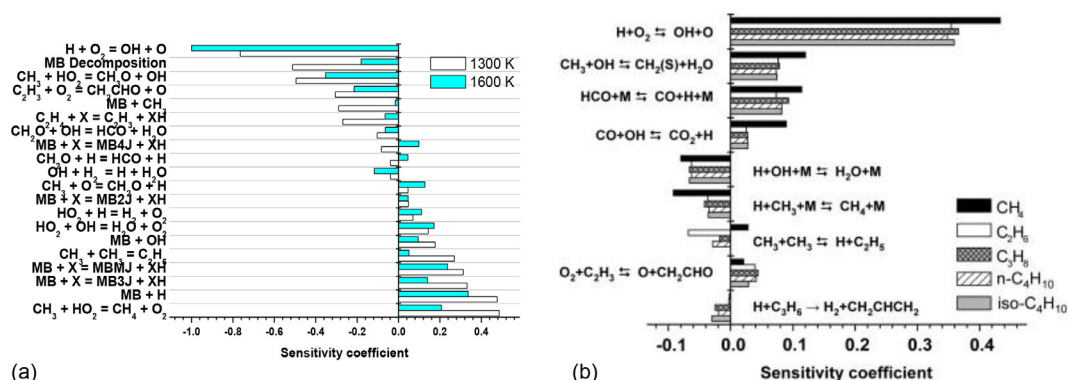 H + O₂ = OH + O
MB Decomposition
CH₃ + HO₂ = CH₃O + OH
C₂H₃ + O₂ = CH₂CHO + O
MB + CH₃
C₂H₄ + X = C₂H₃ + XH
CH₂O + OH = HCO + H₂O
MB + X = MB4J + XH
CH₂O + H = HCO + H
OH + H₂ = H + H₂O
CH₃ + O = CH₂O + H
MB + X = MB2J + XH
HO₂ + H = H₂ + O₂
HO₂ + OH = H₂O + O₂
MB + OH
CH₃ + CH₃ = C₂H₆
MB + X = MBMJ + XH
MB + X = MB3J + XH
MB + H
CH₃ + HO₂ = CH₄ + O₂
1300 K
1600 K
-1.0 -0.8 -0.6 -0.4 -0.2 0.0 0.2 0.4
Sensitivity coefficient
(a)
H+O₂ ⇆ OH+O
CH₃+OH ⇆ CH₂(S)+H₂O
HCO+M ⇆ CO+H+M
CO+OH ⇆ CO₂+H
H+OH+M ⇆ H₂O+M
H+CH₃+M ⇆ CH₄+M
CH₃+CH₃ ⇆ H+C₂H₅
O₂+C₂H₃ ⇆ O+CH₂CHO
H+C₃H₆ → H₂+CH₂CHCH₂
CH₄
C₂H₆
C₃H₈
n-C₄H₁₀
iso-C₄H₁₀
-0.1 0.0 0.1 0.2 0.3 0.4
Sensitivity coefficient
(b)